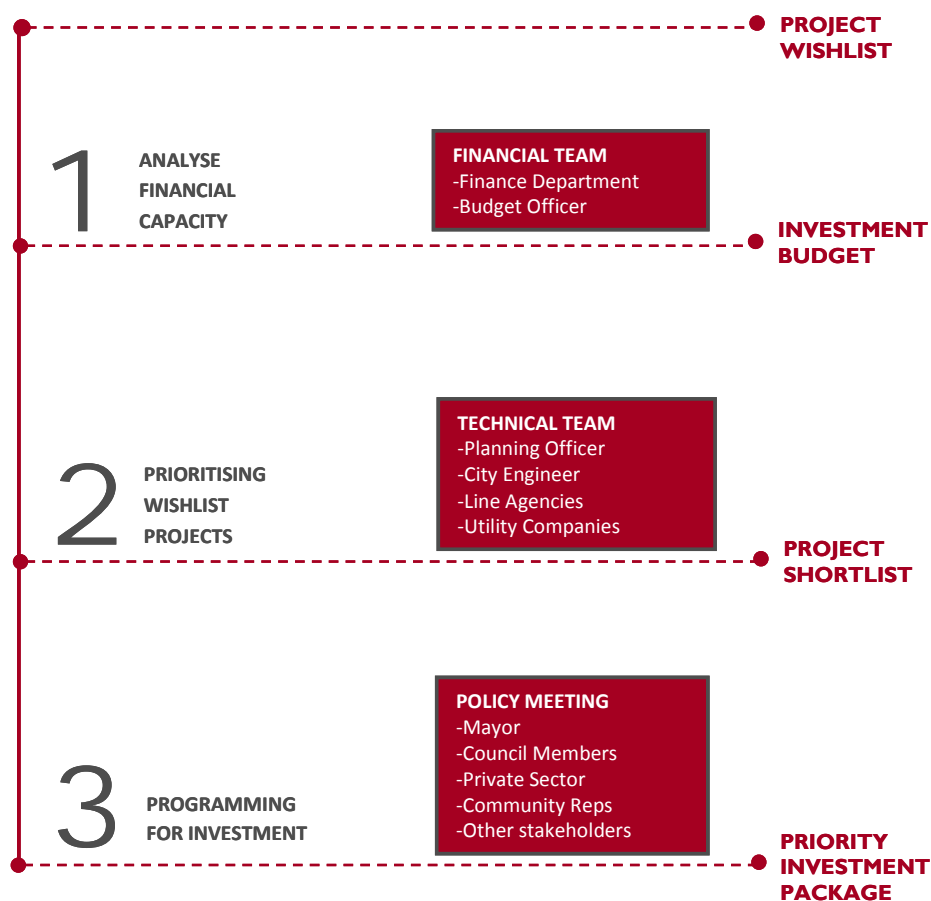 PROJECT
WISHLIST
1
ANALYSE
FINANCIAL
CAPACITY
FINANCIAL TEAM
-Finance Department
-Budget Officer
INVESTMENT
BUDGET
2
PRIORITISING
WISHLIST
PROJECTS
TECHNICAL TEAM
-Planning Officer
-City Engineer
-Line Agencies
-Utility Companies
PROJECT
SHORTLIST
3
PROGRAMMING
FOR INVESTMENT
POLICY MEETING
-Mayor
-Council Members
-Private Sector
-Community Reps
-Other stakeholders
PRIORITY
INVESTMENT
PACKAGE